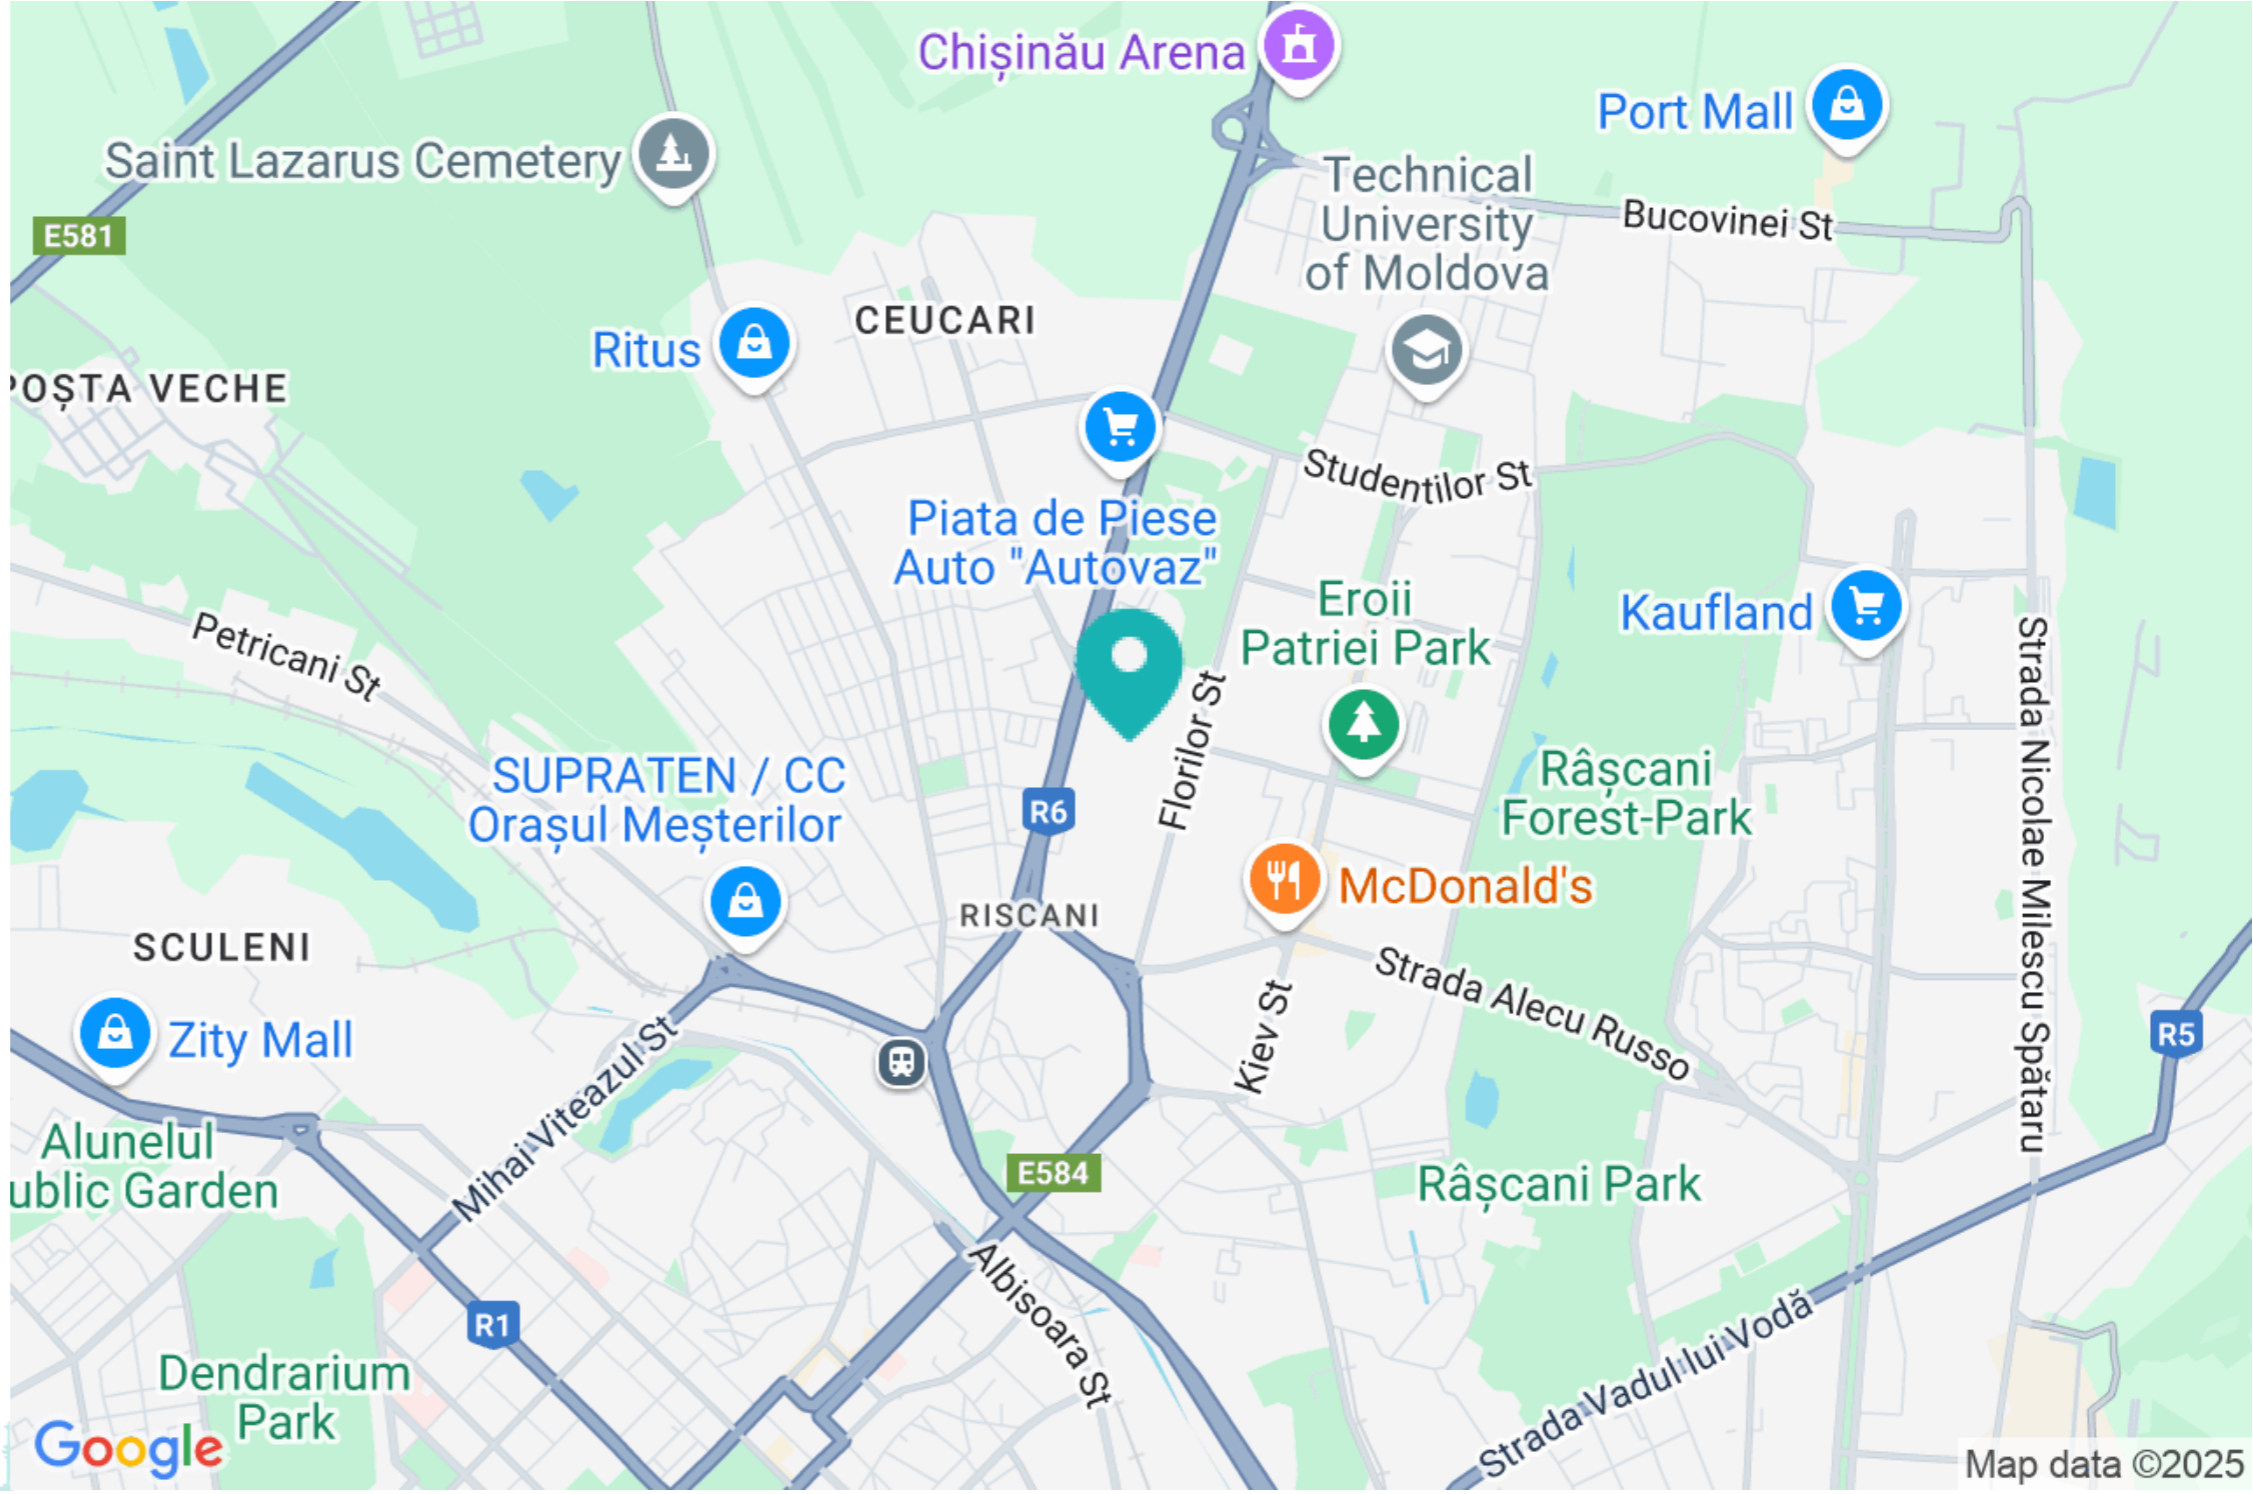 Chișinău Arena
Port Mall
Saint Lazarus Cemetery
Technical
University
of Moldova
Bucovinei St
E581
CEUCARI
Ritus
POȘTA VECHE
Studentilor St
Piata de Piese
Auto "Autovaz"
Eroii
Patriei Park
Kaufland
Petricani St
Florilor St
Strada Nicolae Milescu Spătaru
SUPRATEN / CC
Orașul Meșterilor
R6
Râșcani
Forest-Park
McDonald's
RISCANI
SCULENI
Strada Alecu Russo
Kiev St
Zity Mall
R5
Mihai Viteazul St
Alunelul
ublic Garden
E584
Râșcani Park
Albisoara St
R1
Strada Vadul lui Vodă
Dendrarium
Park
Google
Map data ©2025